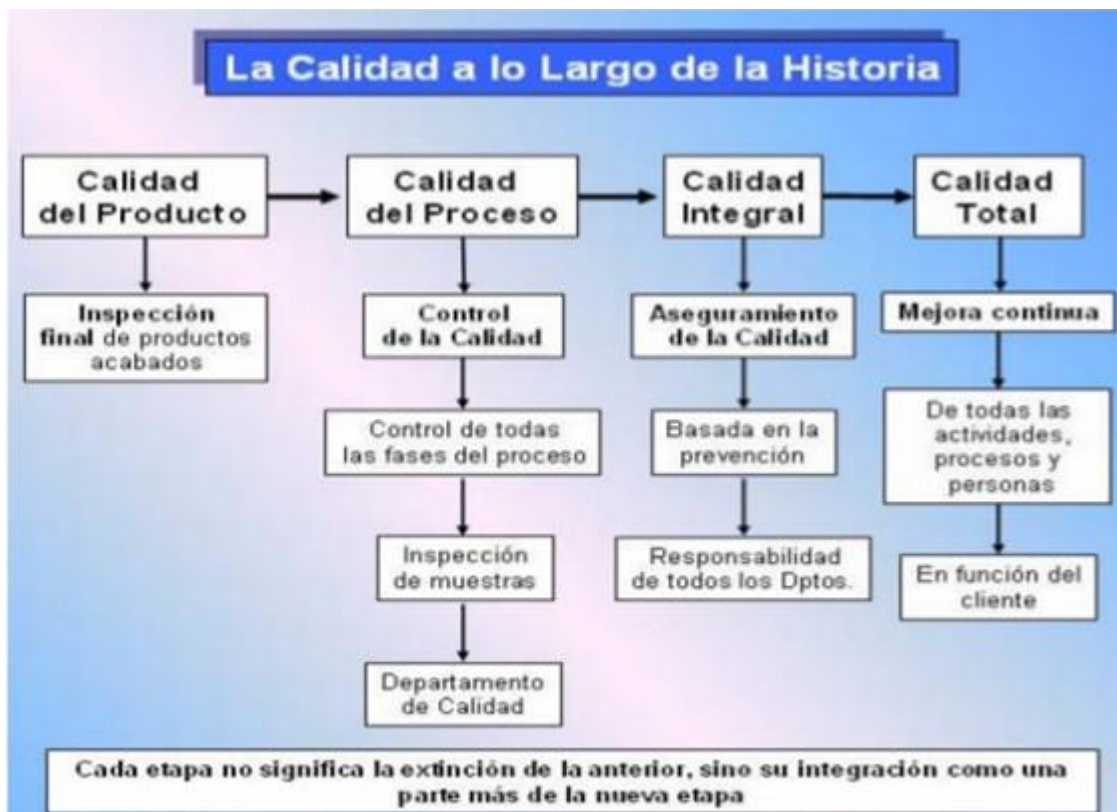 La Calidad a lo Largo de la Historia
Calidad
del Producto
Calidad
del Proceso
Calidad
Integral
Calidad
Total
Inspección
final de productos
acabados
Control
de la Calidad
Aseguramiento
de la Calidad
Mejora continua
Control de todas
las fases del proceso
Basada en la
prevención
De todas las
actividades,
procesos y
personas
Inspección
de muestras
Responsabilidad
de todos los Dptos.
En función del
cliente
Departamento
de Calidad
Cada etapa no significa la extinción de la anterior, sino su integración como una
parte más de la nueva etapa